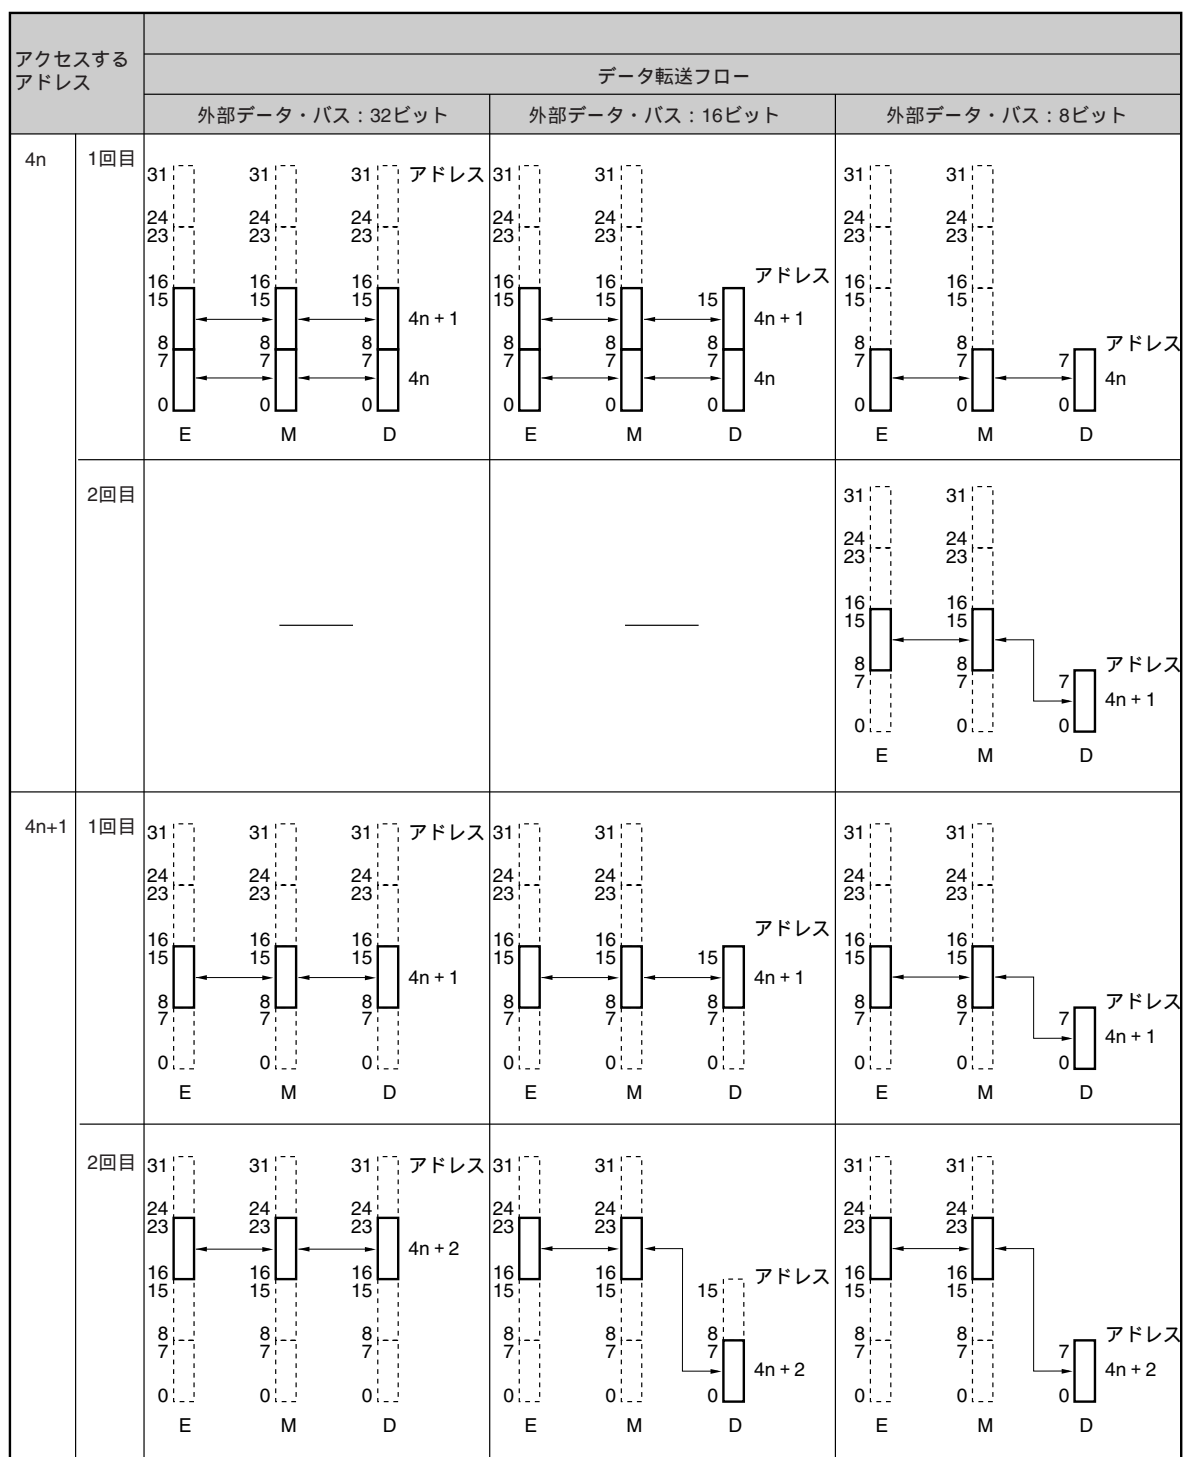 アクセスする
アドレス
データ転送フロー
外部データ・バス：32ビット 外部データ・バス：16ビット 外部データ・バス：8ビット
4n 1回目
31 31 31 アドレス 31 31 31 31
24 24 24 24 24 24 24
23 23 23 23 23 23 23
アドレス
16 16 16 16 16 16 16
15 15 15 15 15 15 15 15
4n + 1 4n + 1
8 8 8 8 8 8 8 8 アドレス
7 7 7 7 7 7 7 7 7
4n 4n 4n
0 0 0 0 0 0 0 0 0
E M D E M D E M D
2回目
31 31
24 24
23 23
16 16
15 15
8 8 アドレス
7 7 7
4n + 1
0 0 0
E M D
4n+1 1回目
31 31 31 アドレス 31 31 31 31
24 24 24 24 24 24 24
23 23 23 23 23 23 23
アドレス
16 16 16 16 16 16 16
15 15 15 15 15 15 15 15
4n + 1 4n + 1
8 8 8 8 8 8 8 8 アドレス
7 7 7 7 7 7 7 7 7
4n + 1
0 0 0 0 0 0 0 0 0
E M D E M D E M D
2回目
31 31 31 アドレス 31 31 31 31
24 24 24 24 24 24 24
23 23 23 23 23 23 23
4n + 2
16 16 16 16 16 16 16 アドレス
15 15 15 15 15 15 15 15
8 8 8 8 8 8 8 8 アドレス
7 7 7 7 7 7 7 7 7
4n + 2 4n + 2
0 0 0 0 0 0 0 0 0
E M D E M D E M D